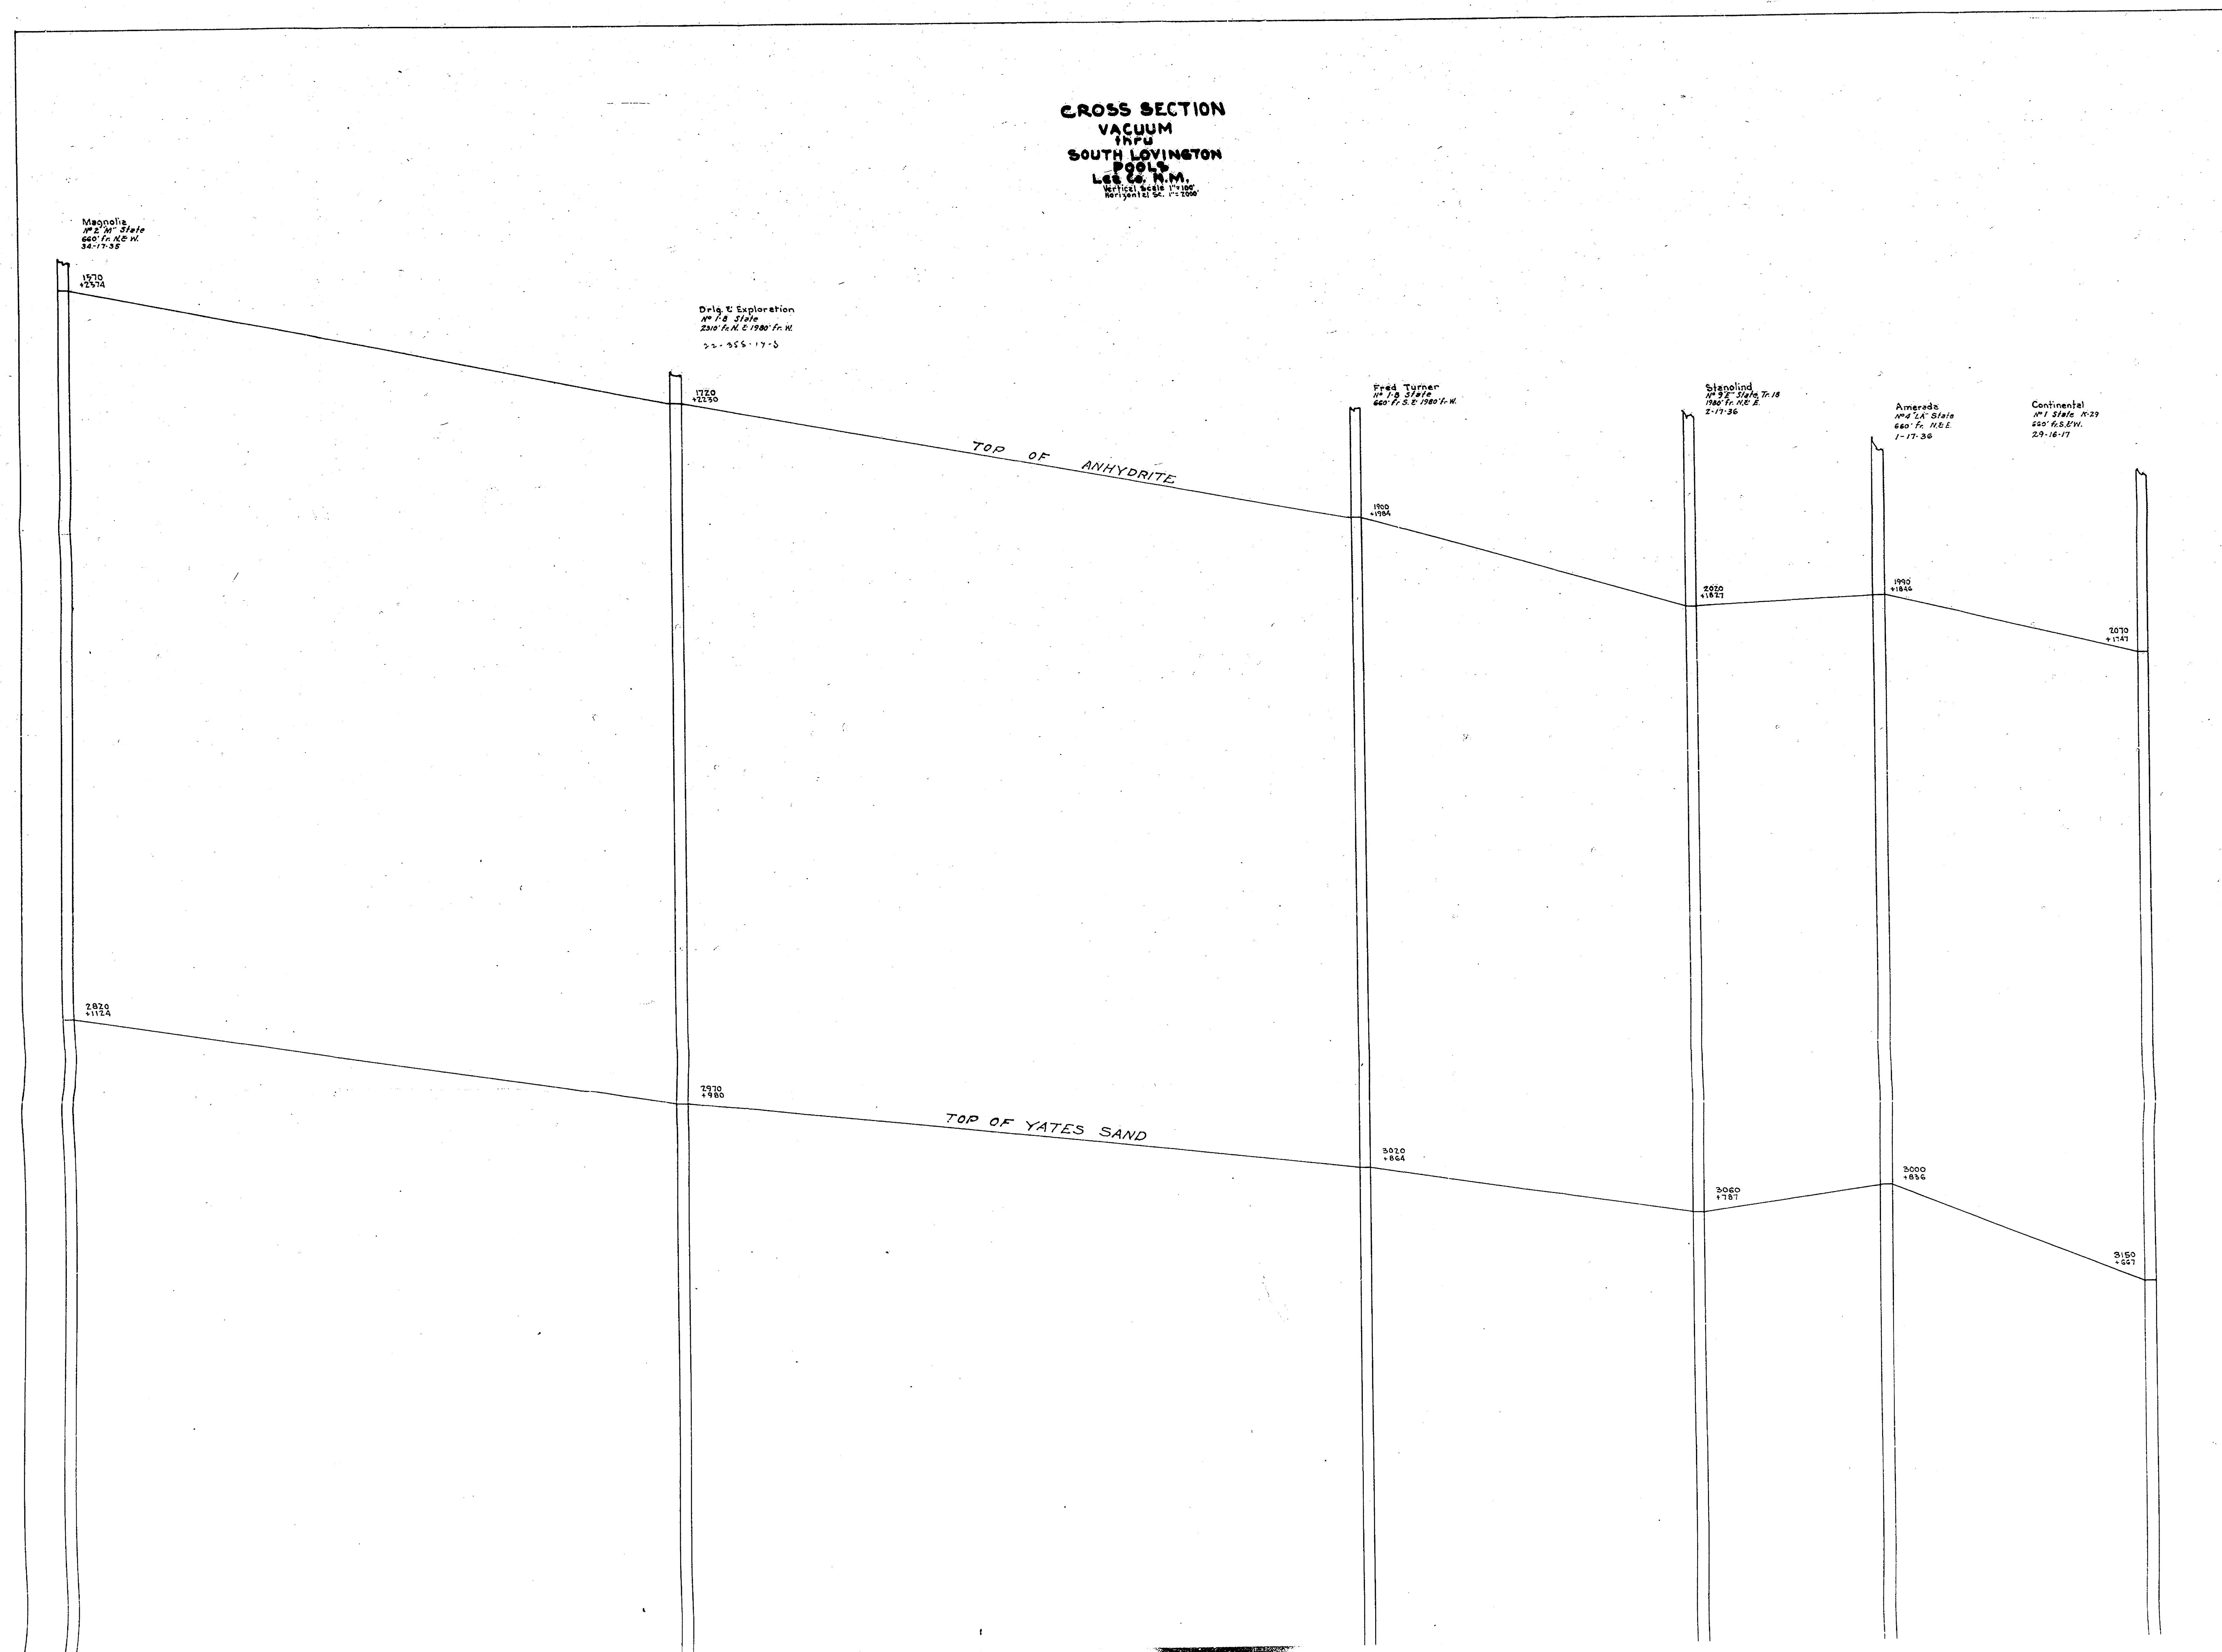 CROSS SECTION
VACUUM
thru
SOUTH LOVINGTON
POOLS
Lea Co. N.M.
Vertical Scale 1"=100'
Horizontal Sc. 1"=2000'
Magnolia
Nº 2 "M" State
660' fr. N. & W.
34-17-35
1570
+2374
Drlg. & Exploration
Nº 1-B State
2310' fr. N. & 1980' fr. W.
22-35S-17-S
1720
+2230
TOP OF ANHYDRITE
Fred Turner
Nº 1-B State
660' fr. S. & 1980' fr. W.
1900
+1984
Stanolind
Nº 9 "E" State, Tr. 18
1980' fr. N. & E.
2-17-36
2020
+1827
Amerada
Nº 4 "LA" State
660' fr. N. & E.
1-17-36
1990
+1846
Continental
Nº 1 State K-29
660' fr. S. & W.
29-16-17
2070
+1747
2820
+1124
2970
+980
TOP OF YATES SAND
3020
+864
3060
+787
3000
+836
3150
+667